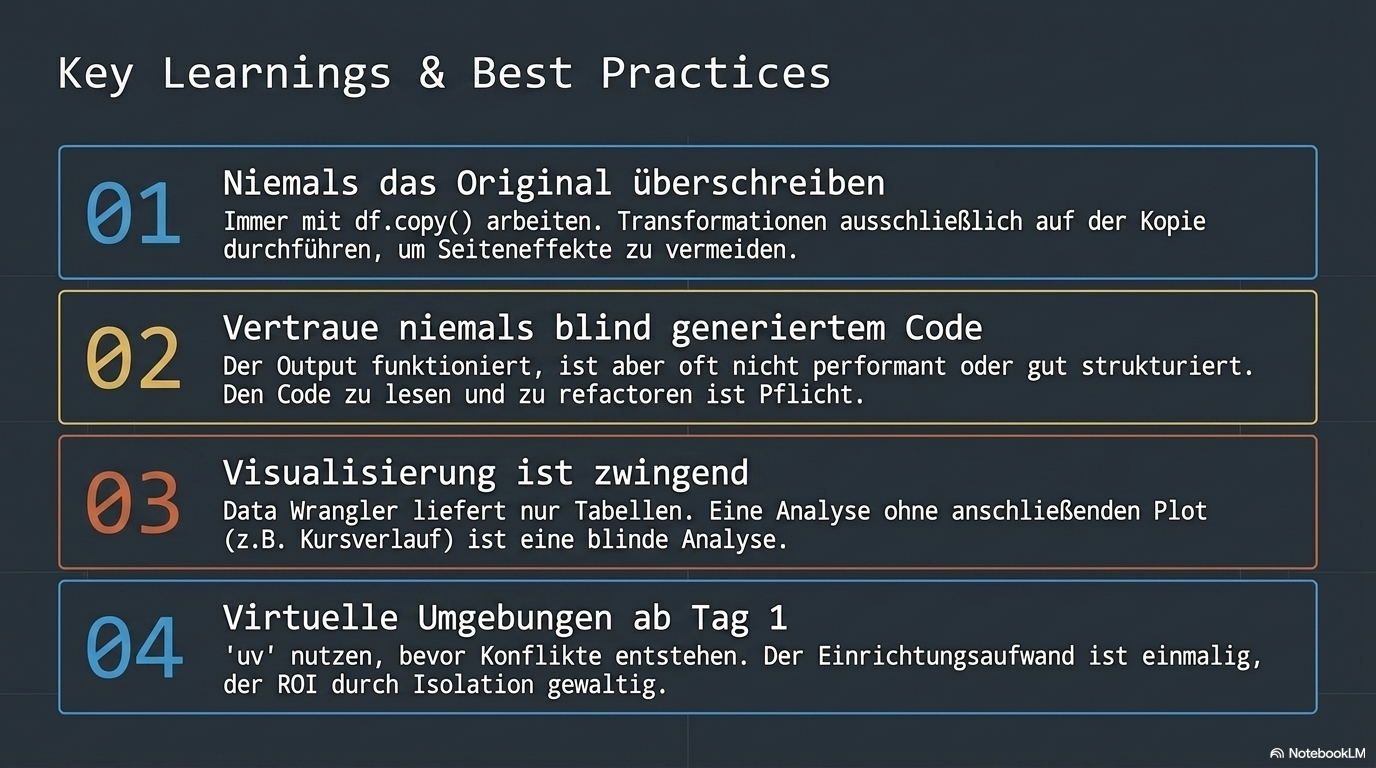 Key Learnings & Best Practices
01
Niemals das Original überschreiben
Immer mit df.copy() arbeiten. Transformationen ausschließlich auf der Kopie
durchführen, um Seiteneffekte zu vermeiden.
02
Vertraue niemals blind generiertem Code
Der Output funktioniert, ist aber oft nicht performant oder gut strukturiert.
Den Code zu lesen und zu refactoren ist Pflicht.
03
Visualisierung ist zwingend
Data Wrangler liefert nur Tabellen. Eine Analyse ohne anschließenden Plot
(z.B. Kursverlauf) ist eine blinde Analyse.
04
Virtuelle Umgebungen ab Tag 1
'uv' nutzen, bevor Konflikte entstehen. Der Einrichtungsaufwand ist einmalig,
der ROI durch Isolation gewaltig.
NotebookLM